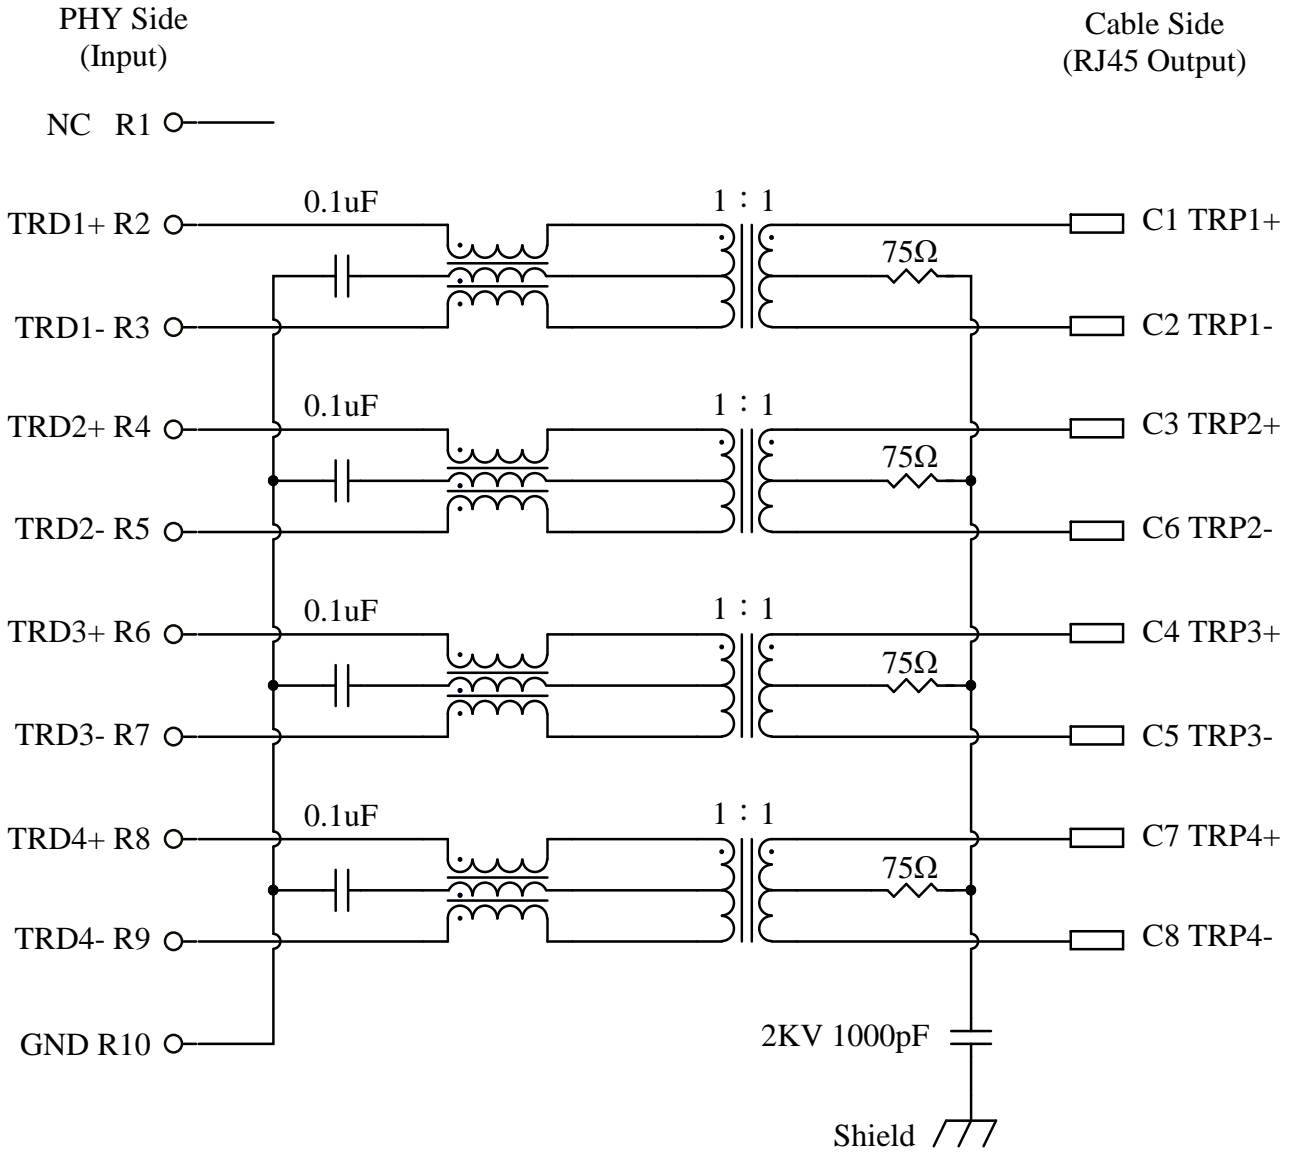 PHY Side
(Input)
Cable Side
(RJ45 Output)
NC R1
0.1uF
1 : 1
TRD1+ R2
C1 TRP1+
75Ω
TRD1- R3
C2 TRP1-
0.1uF
1 : 1
TRD2+ R4
C3 TRP2+
75Ω
TRD2- R5
C6 TRP2-
0.1uF
1 : 1
TRD3+ R6
C4 TRP3+
75Ω
TRD3- R7
C5 TRP3-
0.1uF
1 : 1
TRD4+ R8
C7 TRP4+
75Ω
TRD4- R9
C8 TRP4-
GND R10
2KV 1000pF
Shield